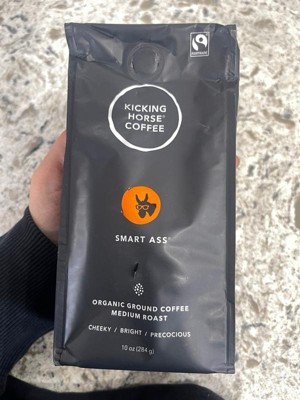 KICKING
HORSE®
COFFEE
SMART ASS®
ORGANIC GROUND COFFEE
MEDIUM ROAST
CHEEKY / BRIGHT / PRECOCIOUS
10 oz (284 g)